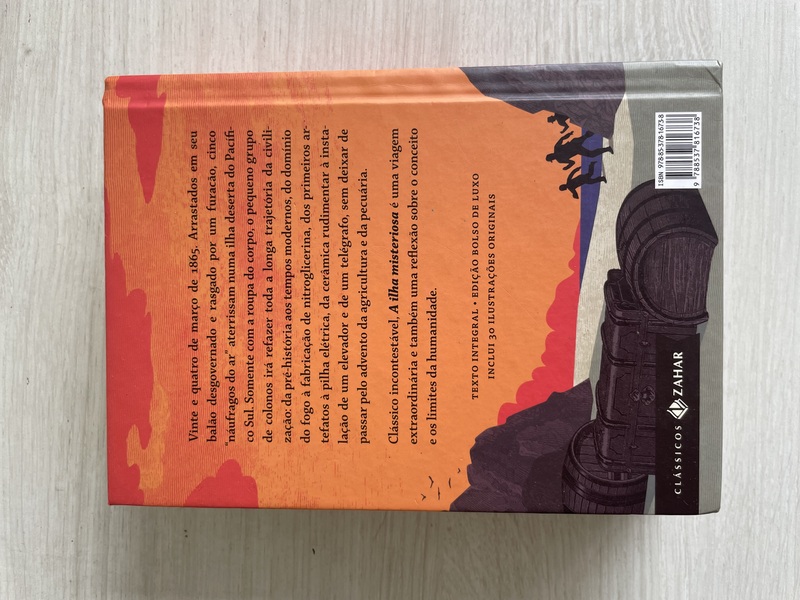 Vinte e quatro de março de 1865. Arrastados em seu
balão desgovernado e rasgado por um furacão, cinco
"náufragos do ar" aterrissam numa ilha deserta do Pacífi-
co Sul. Somente com a roupa do corpo, o pequeno grupo
de colonos irá refazer toda a longa trajetória da civili-
zação: da pré-história aos tempos modernos, do domínio
do fogo à fabricação de nitroglicerina, dos primeiros ar-
tefatos à pilha elétrica, da cerâmica rudimentar à insta-
lação de um elevador e de um telégrafo, sem deixar de
passar pelo advento da agricultura e da pecuária.
Clássico incontestável, A ilha misteriosa é uma viagem
extraordinária e também uma reflexão sobre o conceito
e os limites da humanidade.
TEXTO INTEGRAL • EDIÇÃO BOLSO DE LUXO
INCLUI 30 ILUSTRAÇÕES ORIGINAIS
CLÁSSICOS ZAHAR
ISBN 978-85-378-1673-8
9 788537 816738